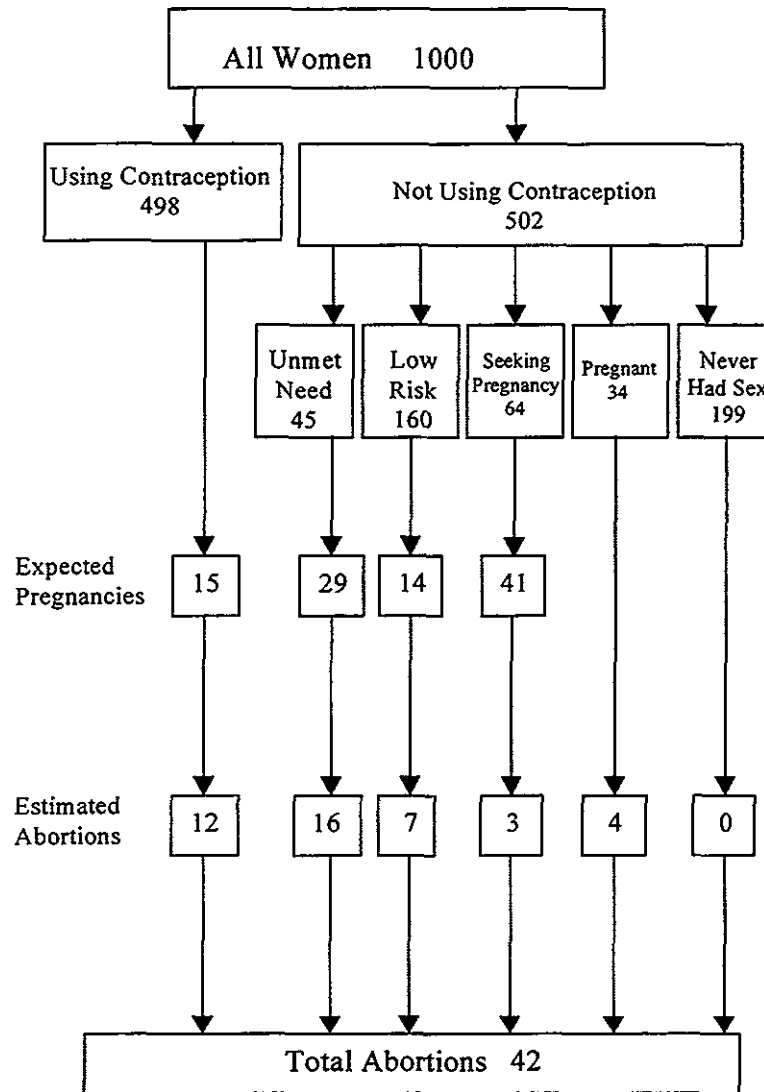 All Women 1000
Using Contraception
498
Not Using Contraception
502
Unmet
Need
45
Low
Risk
160
Seeking
Pregnancy
64
Pregnant
34
Never
Had Sex
199
Expected
Pregnancies
15
29
14
41
Estimated
Abortions
12
16
7
3
4
0
Total Abortions 42